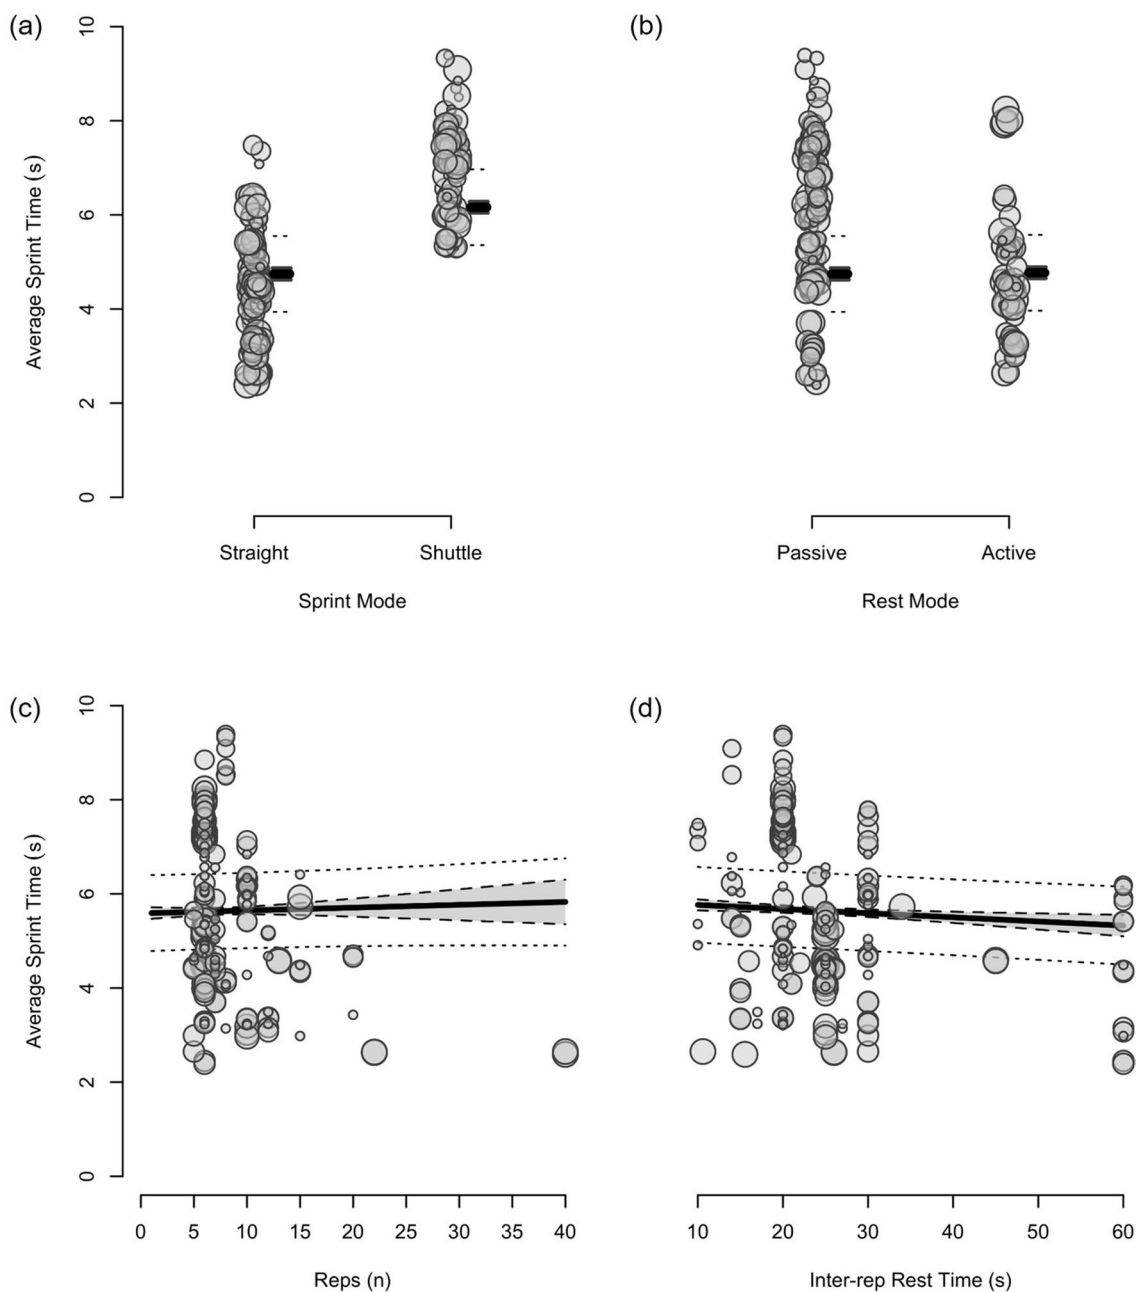 (a)
(b)
Average Sprint Time (s)
0 2 4 6 8 10
Straight Shuttle
Sprint Mode
Passive Active
Rest Mode
(c)
(d)
Average Sprint Time (s)
0 2 4 6 8 10
0 5 10 15 20 25 30 35 40
Reps (n)
10 20 30 40 50 60
Inter-rep Rest Time (s)